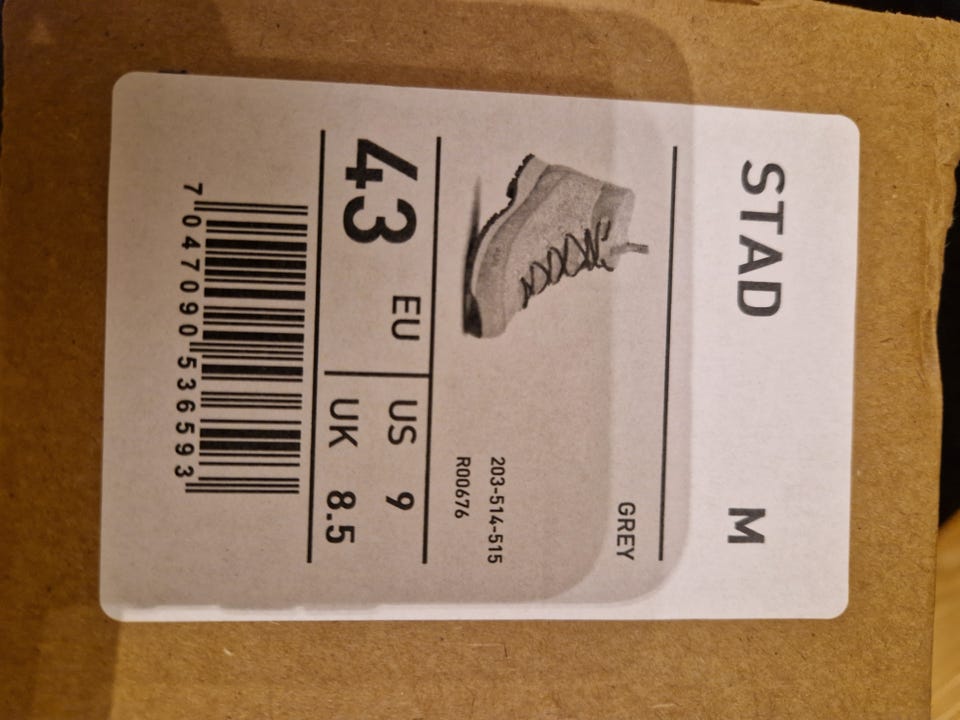 STAD M
GREY
203-514-515
R00676
43 EU
US 9
UK 8.5
7 047090 536593